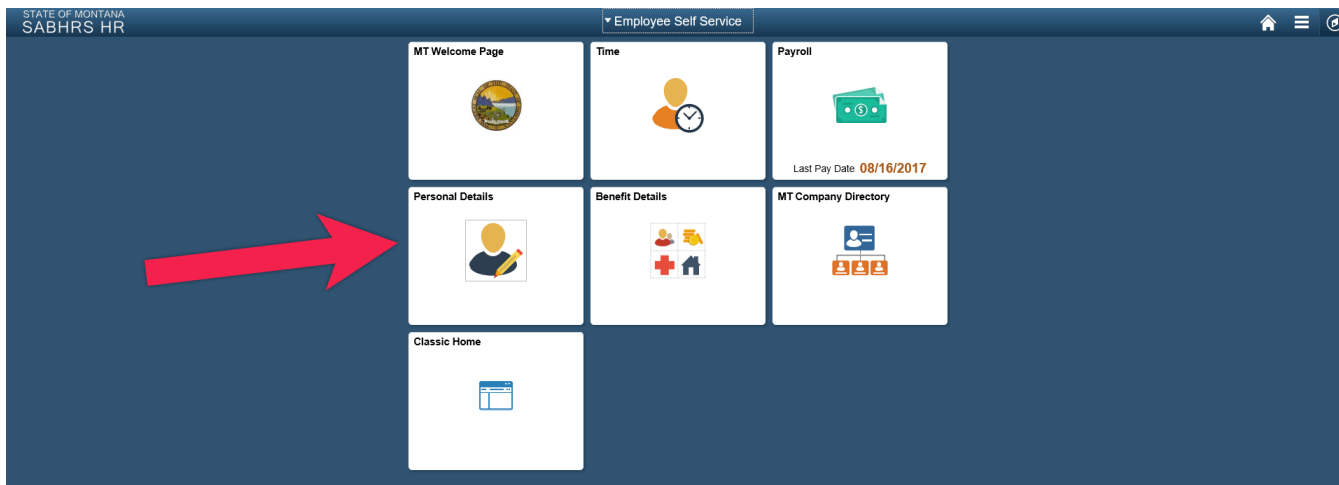 STATE OF MONTANA
SABHRS HR
Employee Self Service
MT Welcome Page
Time
Payroll
Last Pay Date 08/16/2017
Personal Details
Benefit Details
MT Company Directory
Classic Home